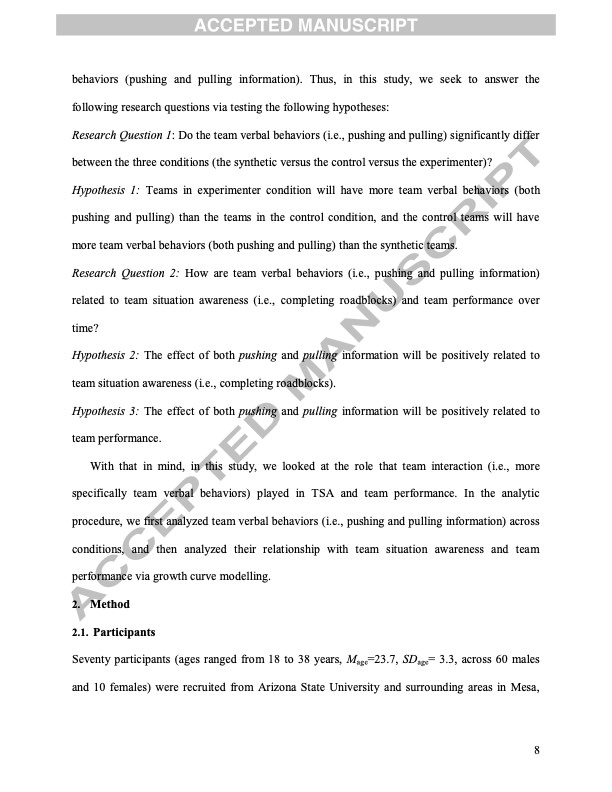 ACCEPTED MANUSCRIPT
behaviors (pushing and pulling information). Thus, in this study, we seek to answer the
following research questions via testing the following hypotheses:
Research Question 1: Do the team verbal behaviors (i.e., pushing and pulling) significantly differ
between the three conditions (the synthetic versus the control versus the experimenter)?
Hypothesis 1: Teams in experimenter condition will have more team verbal behaviors (both
pushing and pulling) than the teams in the control condition, and the control teams will have
more team verbal behaviors (both pushing and pulling) than the synthetic teams.
Research Question 2: How are team verbal behaviors (i.e., pushing and pulling information)
related to team situation awareness (i.e., completing roadblocks) and team performance over
time?
Hypothesis 2: The effect of both pushing and pulling information will be positively related to
team situation awareness (i.e., completing roadblocks).
Hypothesis 3: The effect of both pushing and pulling information will be positively related to
team performance.
With that in mind, in this study, we looked at the role that team interaction (i.e., more
specifically team verbal behaviors) played in TSA and team performance. In the analytic
procedure, we first analyzed team verbal behaviors (i.e., pushing and pulling information) across
conditions, and then analyzed their relationship with team situation awareness and team
performance via growth curve modelling.
2. Method
2.1. Participants
Seventy participants (ages ranged from 18 to 38 years, Mage=23.7, SDage= 3.3, across 60 males
and 10 females) were recruited from Arizona State University and surrounding areas in Mesa,
8
ACCEPTED MANUSCRIPT